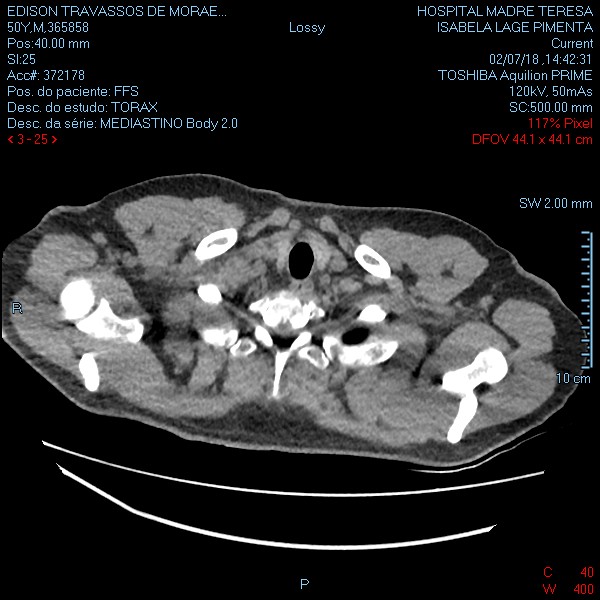 EDISON TRAVASSOS DE MORAE...
50Y,M,365858
Pos:40.00 mm
SI:25
Acc#: 372178
Pos. do paciente: FFS
Desc. do estudo: TORAX
Desc. da série: MEDIASTINO Body 2.0
< 3 - 25 >
Lossy
HOSPITAL MADRE TERESA
ISABELA LAGE PIMENTA
Current
02/07/18 ,14:42:31
TOSHIBA Aquilion PRIME
120kV, 50mAs
SC:500.00 mm
117% Pixel
DFOV 44.1 x 44.1 cm
SW 2.00 mm
R
10 cm
P
C 40
W 400